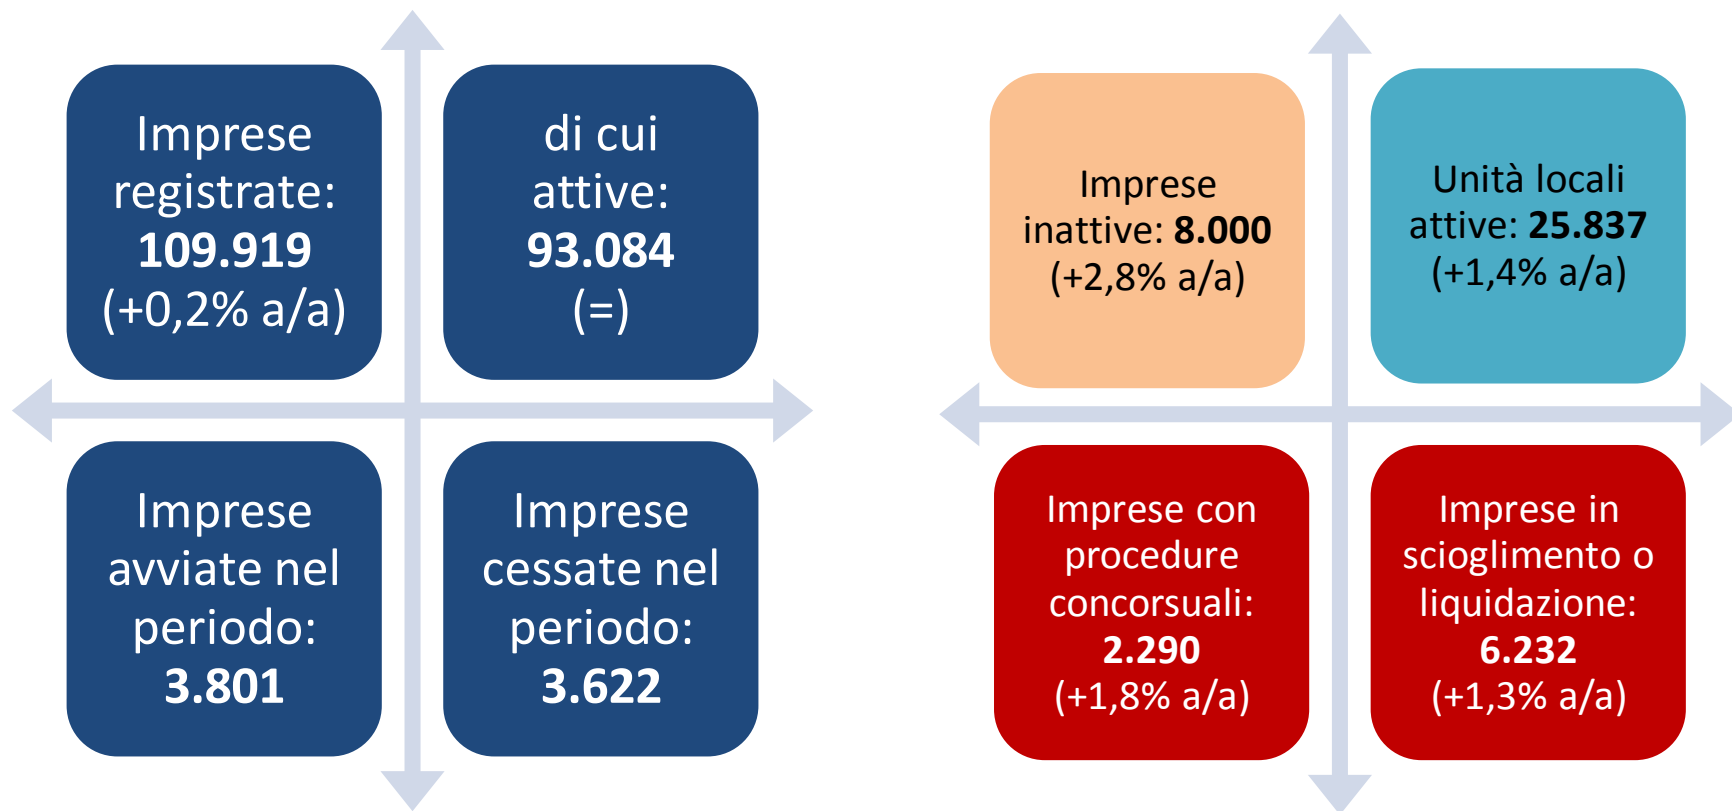 Imprese
registrate:
109.919
(+0,2% a/a)
di cui
attive:
93.084
(=)
Imprese
avviate nel
periodo:
3.801
Imprese
cessate nel
periodo:
3.622
Imprese
inattive: 8.000
(+2,8% a/a)
Unità locali
attive: 25.837
(+1,4% a/a)
Imprese con
procedure
concorsuali:
2.290
(+1,8% a/a)
Imprese in
scioglimento o
liquidazione:
6.232
(+1,3% a/a)